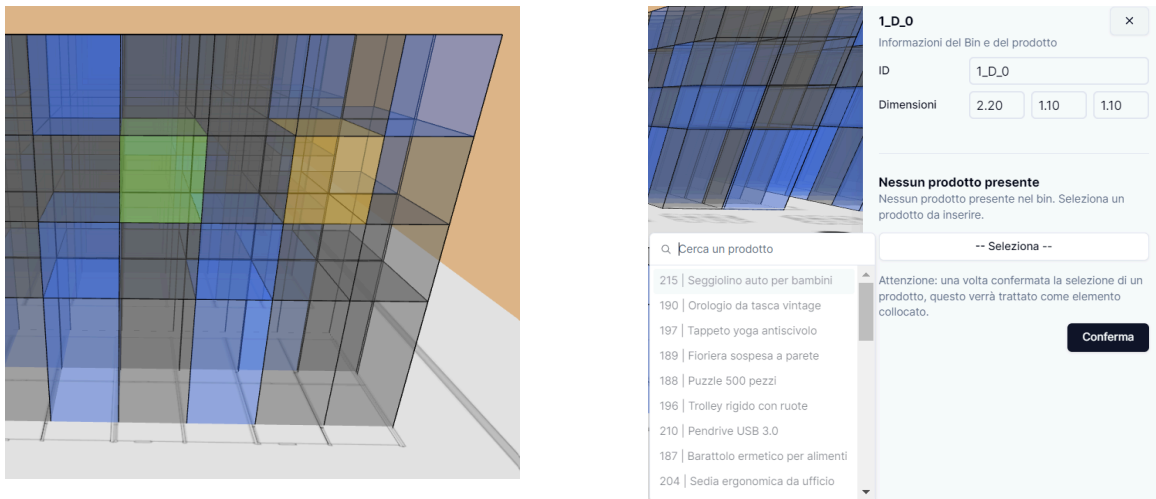 1_D_0
Informazioni del Bin e del prodotto
ID
1_D_0
Dimensioni
2.20
1.10
1.10
Nessun prodotto presente
Nessun prodotto presente nel bin. Seleziona un
prodotto da inserire.
-- Seleziona --
Attenzione: una volta confermata la selezione di un
prodotto, questo verrà trattato come elemento
collocato.
Conferma
Cerca un prodotto
215 | Seggiolino auto per bambini
190 | Orologio da tasca vintage
197 | Tappeto yoga antiscivolo
189 | Fioriera sospesa a parete
188 | Puzzle 500 pezzi
196 | Trolley rigido con ruote
210 | Pendrive USB 3.0
187 | Barattolo ermetico per alimenti
204 | Sedia ergonomica da ufficio